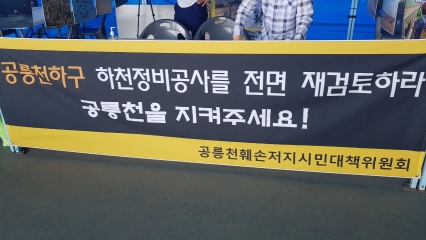 공릉천하구 하천정비공사를 전면 재검토하라
공릉천을 지켜주세요!
공릉천훼손저지시민대책위원회